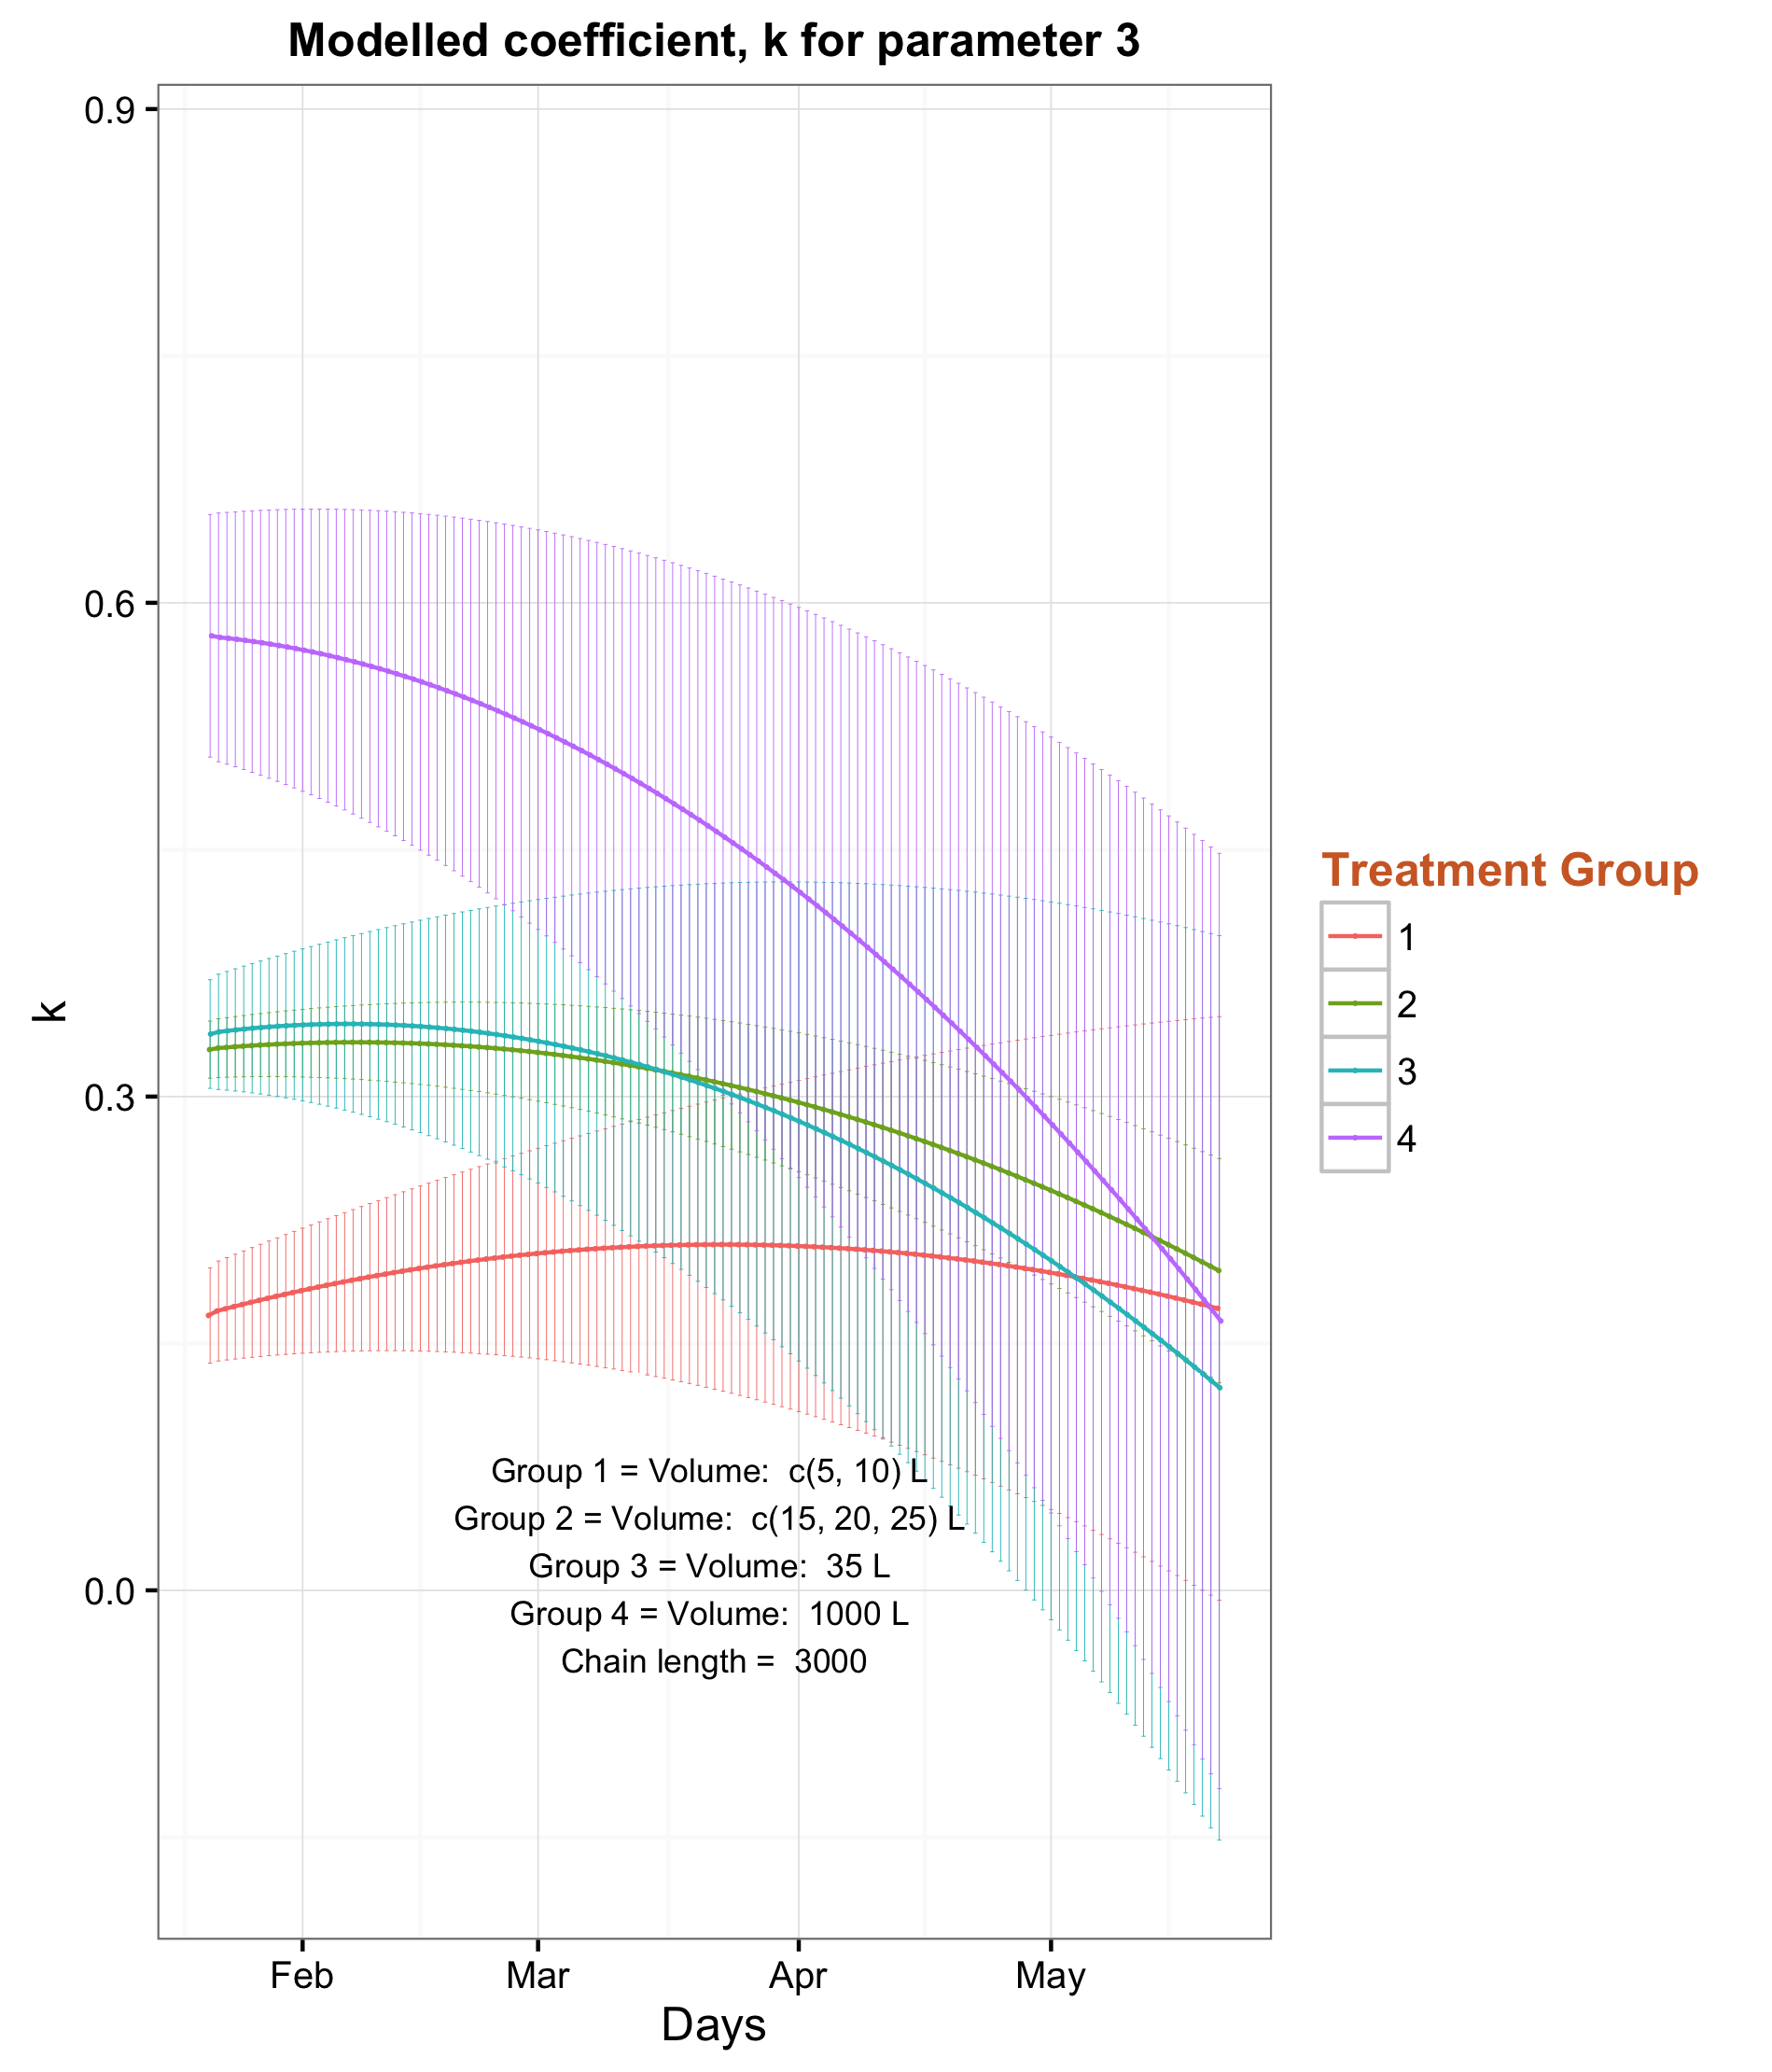 Modelled coefficient, k for parameter 3
0.9
0.6
0.3
0.0
k
Group 1 = Volume:  c(5, 10) L
Group 2 = Volume:  c(15, 20, 25) L
Group 3 = Volume:  35 L
Group 4 = Volume:  1000 L
Chain length =  3000
Feb Mar Apr May
Days
Treatment Group
1
2
3
4